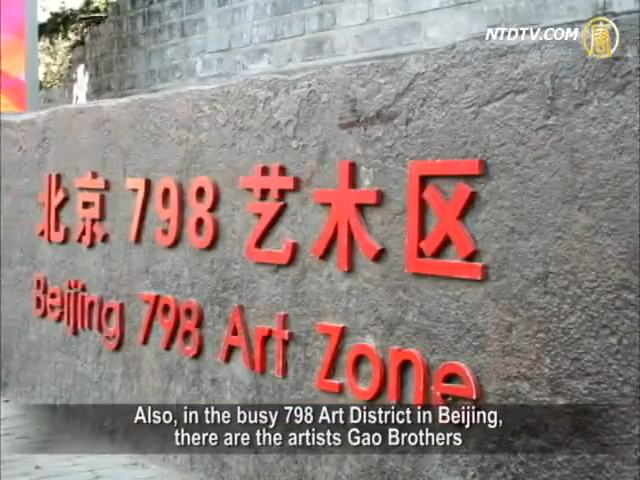 NTDTV.COM
唐
北京 798 艺术区
Beijing 798 Art Zone
Also, in the busy 798 Art District in Beijing,
there are the artists Gao Brothers